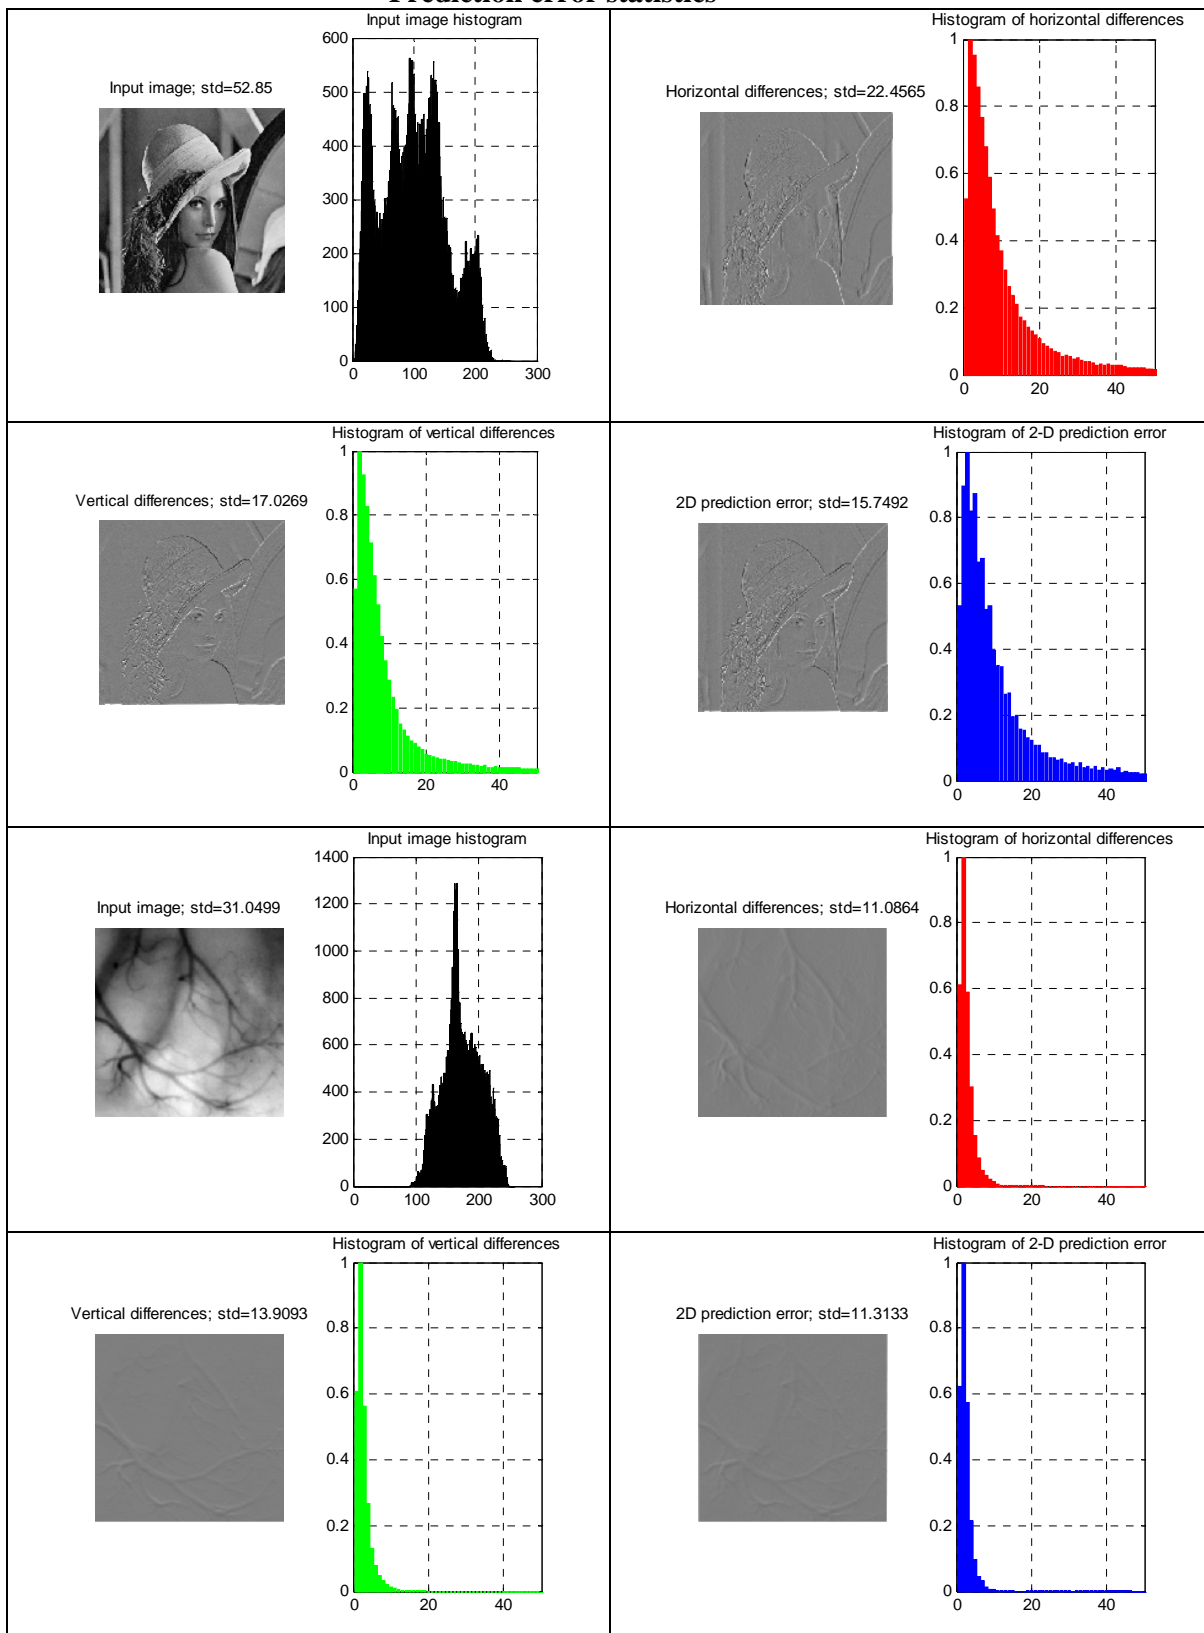 Prediction error statistics
Input image histogram
Input image; std=52.85
600
500
400
300
200
100
0
0 100 200 300
Histogram of horizontal differences
Horizontal differences; std=22.4565
1
0.8
0.6
0.4
0.2
0
0 20 40
Histogram of vertical differences
Vertical differences; std=17.0269
1
0.8
0.6
0.4
0.2
0
0 20 40
Histogram of 2-D prediction error
2D prediction error; std=15.7492
1
0.8
0.6
0.4
0.2
0
0 20 40
Input image histogram
Input image; std=31.0499
1400
1200
1000
800
600
400
200
0
0 100 200 300
Histogram of horizontal differences
Horizontal differences; std=11.0864
1
0.8
0.6
0.4
0.2
0
0 20 40
Histogram of vertical differences
Vertical differences; std=13.9093
1
0.8
0.6
0.4
0.2
0
0 20 40
Histogram of 2-D prediction error
2D prediction error; std=11.3133
1
0.8
0.6
0.4
0.2
0
0 20 40